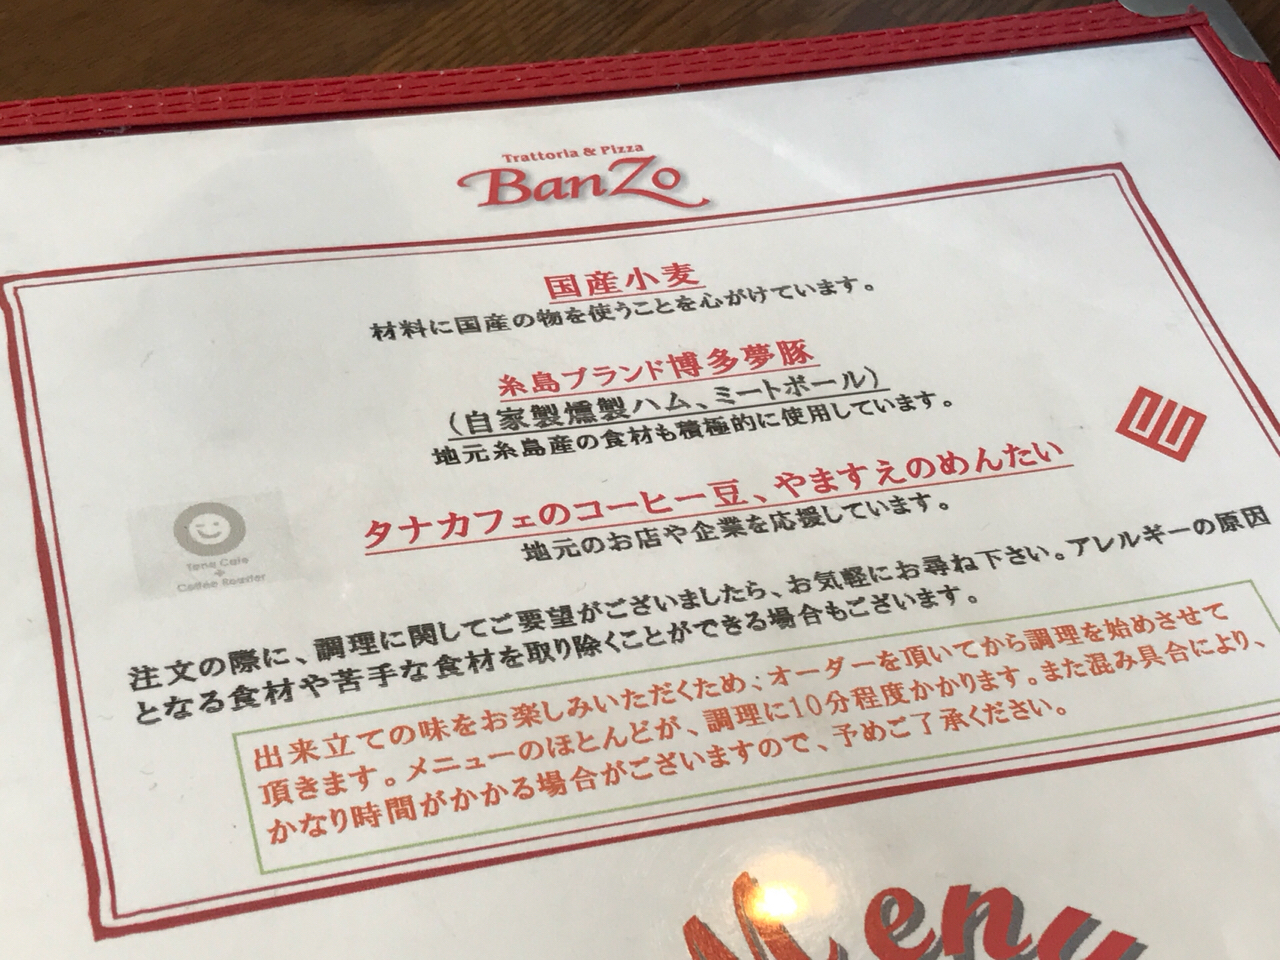 Trattoria & Pizza
BanZo
国産小麦
材料に国産の物を使うことを心がけています。
糸島ブランド博多夢豚
（自家製燻製ハム、ミートボール）
地元糸島産の食材も積極的に使用しています。
タナカフェのコーヒー豆、やますえのめんたい
地元のお店や企業を応援しています。
Tana Cafe
+
Coffee Roaster
注文の際に、調理に関してご要望がございましたら、お気軽にお尋ね下さい。アレルギーの原因
となる食材や苦手な食材を取り除くことができる場合もございます。
出来立ての味をお楽しみいただくため、オーダーを頂いてから調理を始めさせて
頂きます。メニューのほとんどが、調理に10分程度かかります。また混み具合により、
かなり時間がかかる場合がございますので、予めご了承ください。
Menu